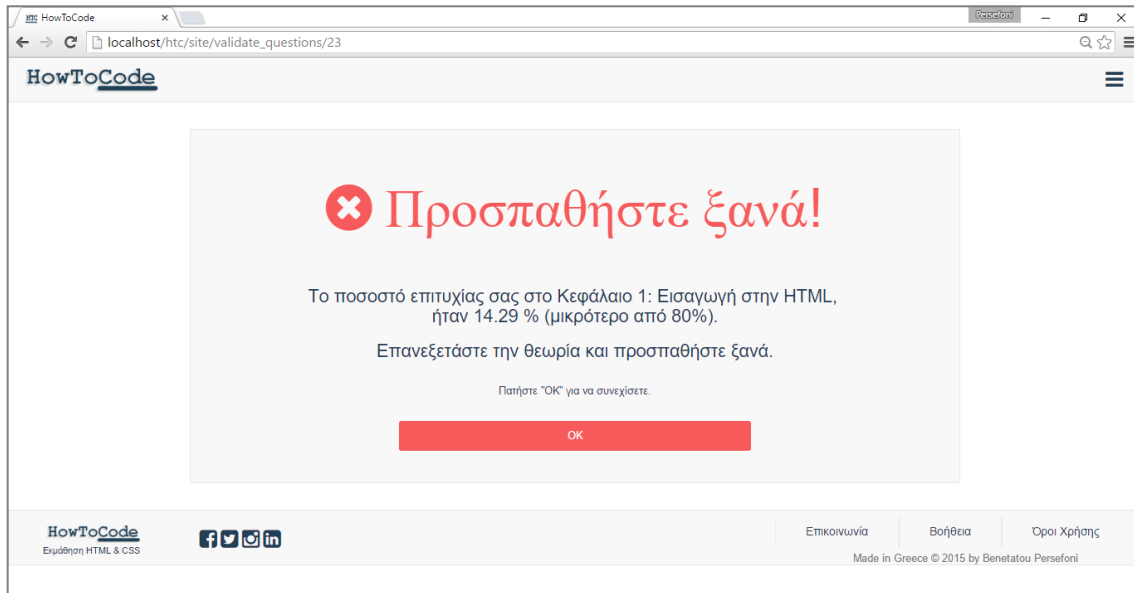 HowToCode
Persefoni
localhost/htc/site/validate_questions/23
HowToCode
Προσπαθήστε ξανά!
Το ποσοστό επιτυχίας σας στο Κεφάλαιο 1: Εισαγωγή στην HTML,
ήταν 14.29 % (μικρότερο από 80%).
Επανεξετάστε την θεωρία και προσπαθήστε ξανά.
Πατήστε "ΟΚ" για να συνεχίσετε.
ΟΚ
HowToCode
Εκμάθηση HTML & CSS
Επικοινωνία
Βοήθεια
Όροι Χρήσης
Made in Greece © 2015 by Benetatou Persefoni